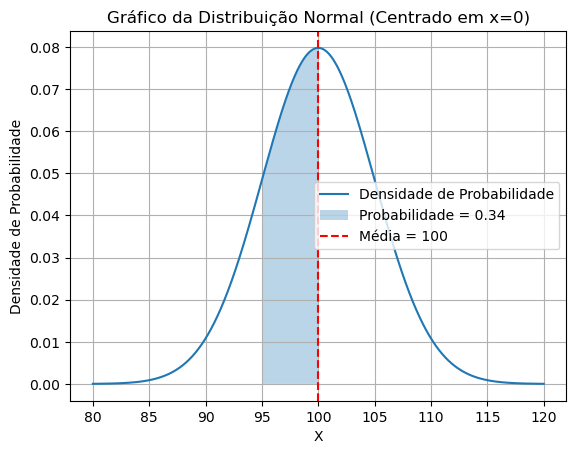 Gráfico da Distribuição Normal (Centrado em x=0)
Densidade de Probabilidade
0.08
0.07
0.06
0.05
0.04
0.03
0.02
0.01
0.00
Densidade de Probabilidade
Probabilidade = 0.34
Média = 100
80 85 90 95 100 105 110 115 120
X